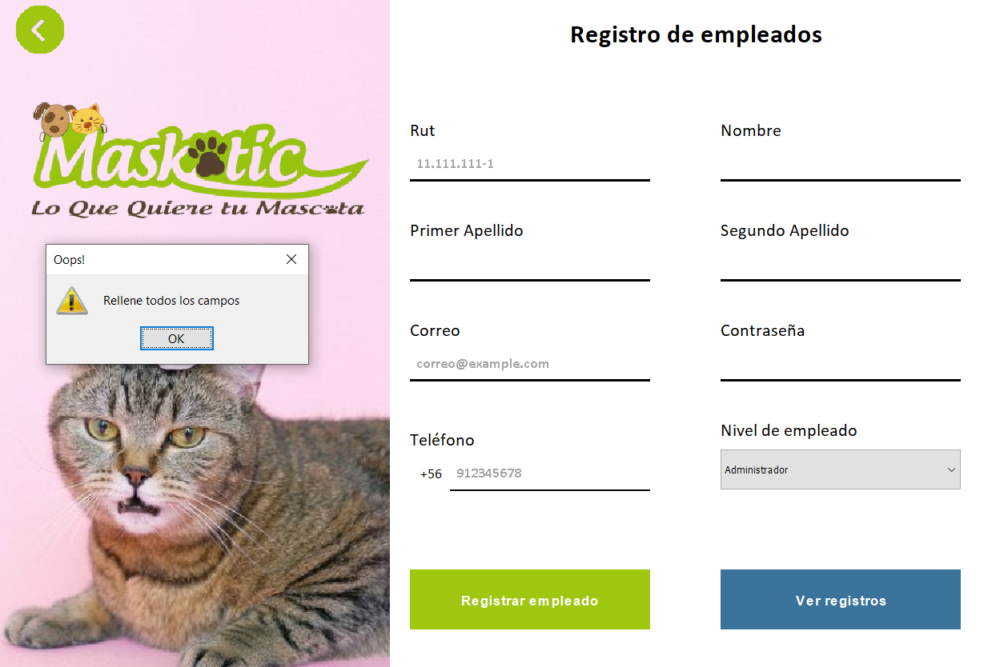 Maskotic
Lo Que Quiere tu Mascota
Oops!
Rellene todos los campos
OK
Registro de empleados
Rut
11.111.111-1
Nombre
Primer Apellido
Segundo Apellido
Correo
correo@example.com
Contraseña
Teléfono
+56 912345678
Nivel de empleado
Administrador
Registrar empleado
Ver registros